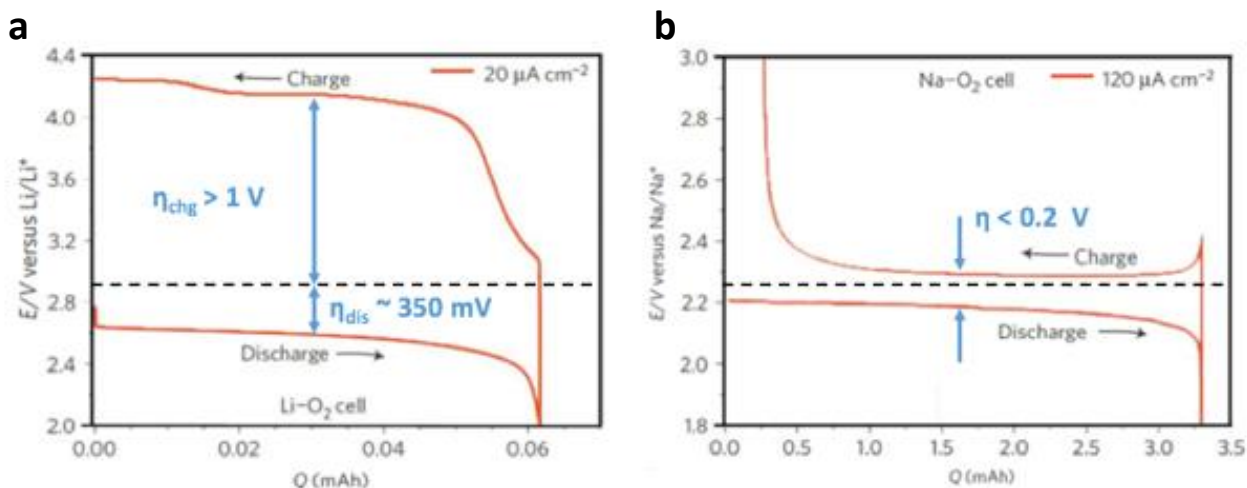 a
4.4
4.0
3.6
3.2
2.8
2.4
2.0
E/V versus Li/Li⁺
Charge
20 μA cm⁻²
η_chg > 1 V
η_dis ~ 350 mV
Discharge
Li–O₂ cell
0.00 0.02 0.04 0.06
Q (mAh)
b
3.0
2.8
2.6
2.4
2.2
2.0
1.8
E/V versus Na/Na⁺
Na–O₂ cell
120 μA cm⁻²
η < 0.2 V
Charge
Discharge
0.0 0.5 1.0 1.5 2.0 2.5 3.0 3.5
Q (mAh)